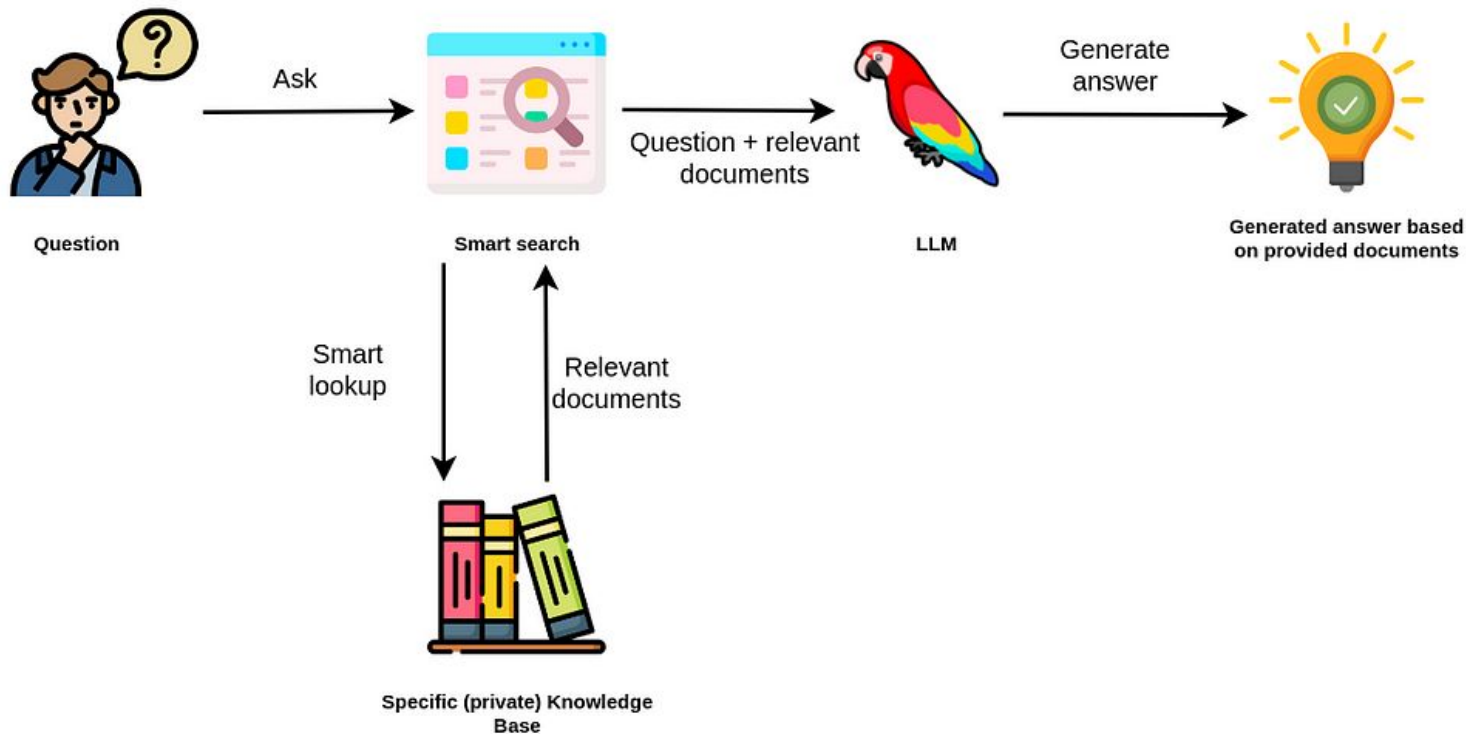 ?
Ask
Generate
answer
Question + relevant
documents
Question
Smart search
LLM
Generated answer based
on provided documents
Smart
lookup
Relevant
documents
Specific (private) Knowledge
Base